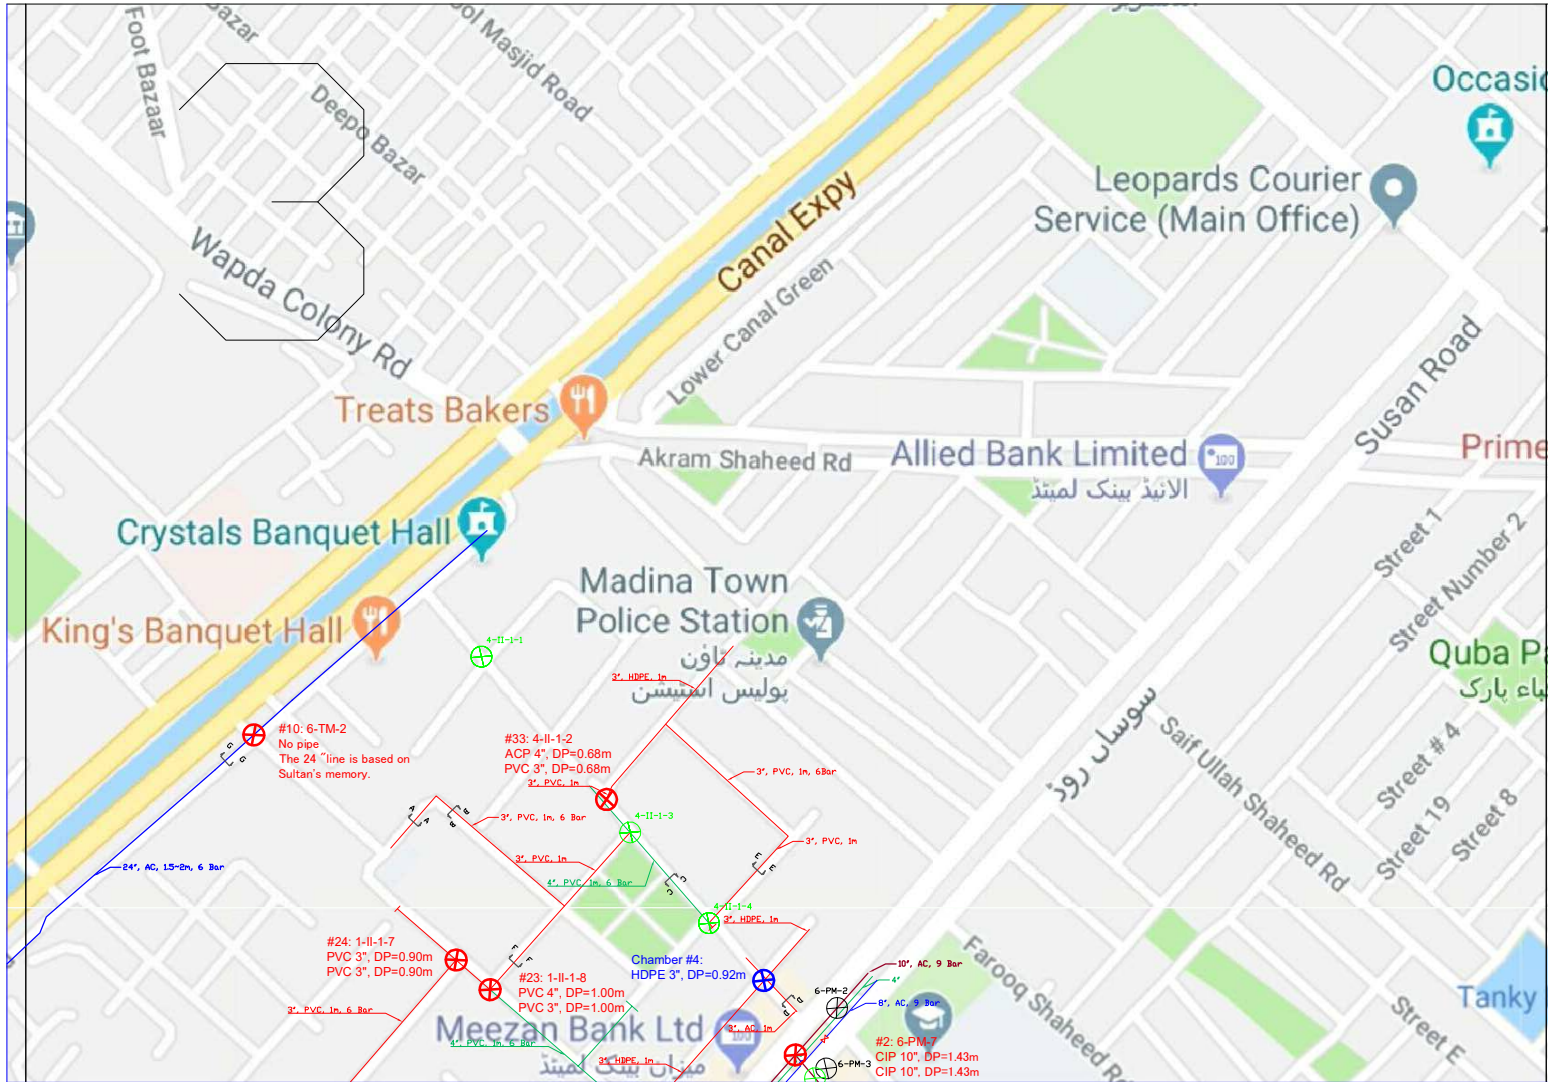 Foot Bazaar
Bazar
ool Masjid Road
Deepo Bazar
Wapda Colony Rd
Canal Expy
Lower Canal Green
Occasio
Leopards Courier
Service (Main Office)
Susan Road
Treats Bakers
Akram Shaheed Rd
Allied Bank Limited
الائیڈ بینک لمیٹڈ
Prime
Crystals Banquet Hall
King's Banquet Hall
Madina Town
Police Station
مدینہ ٹاؤن
پولیس اسٹیشن
Street 1
Street Number 2
Quba Pa
باء پارک
سوساں روڈ
Saif Ullah Shaheed Rd
Street # 4
Street 19
Street 8
4-II-1-1
3", HDPE, 1m
#10: 6-TM-2
No pipe
The 24 "line is based on
Sultan's memory.
G
G
#33: 4-II-1-2
ACP 4", DP=0.68m
PVC 3", DP=0.68m
3", PVC, 1m
3", PVC, 1m, 6Bar
A
A
B
B
3", PVC, 1m, 6 Bar
4-II-1-3
3", PVC, 1m
3", PVC, 1m
E
E
24", AC, 1.5~2m, 6 Bar
4", PVC, 1m, 6 Bar
C
C
4-II-1-4
3", HDPE, 1m
#24: 1-II-1-7
PVC 3", DP=0.90m
PVC 3", DP=0.90m
F
F
#23: 1-II-1-8
PVC 4", DP=1.00m
PVC 3", DP=1.00m
Chamber #4:
HDPE 3", DP=0.92m
D
D
10", AC, 9 Bar
4"
8", AC, 9 Bar
6-PM-2
3", PVC, 1m, 6 Bar
Meezan Bank Ltd
میزان بینک لمیٹڈ
3", AC, 1m
4", PVC, 1m, 6 Bar
3", HDPE, 1m
6-PM-3
#2: 6-PM-7
CIP 10", DP=1.43m
CIP 10", DP=1.43m
Farooq Shaheed Rd
Street E
Tanky